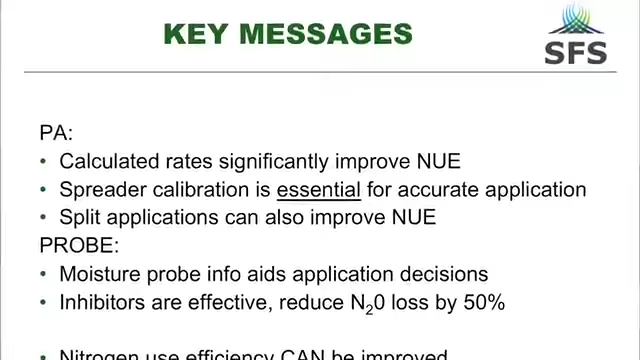 KEY MESSAGES
SFS
PA:
• Calculated rates significantly improve NUE
• Spreader calibration is essential for accurate application
• Split applications can also improve NUE
PROBE:
• Moisture probe info aids application decisions
• Inhibitors are effective, reduce N₂0 loss by 50%
• Nitrogen use efficiency CAN be improved